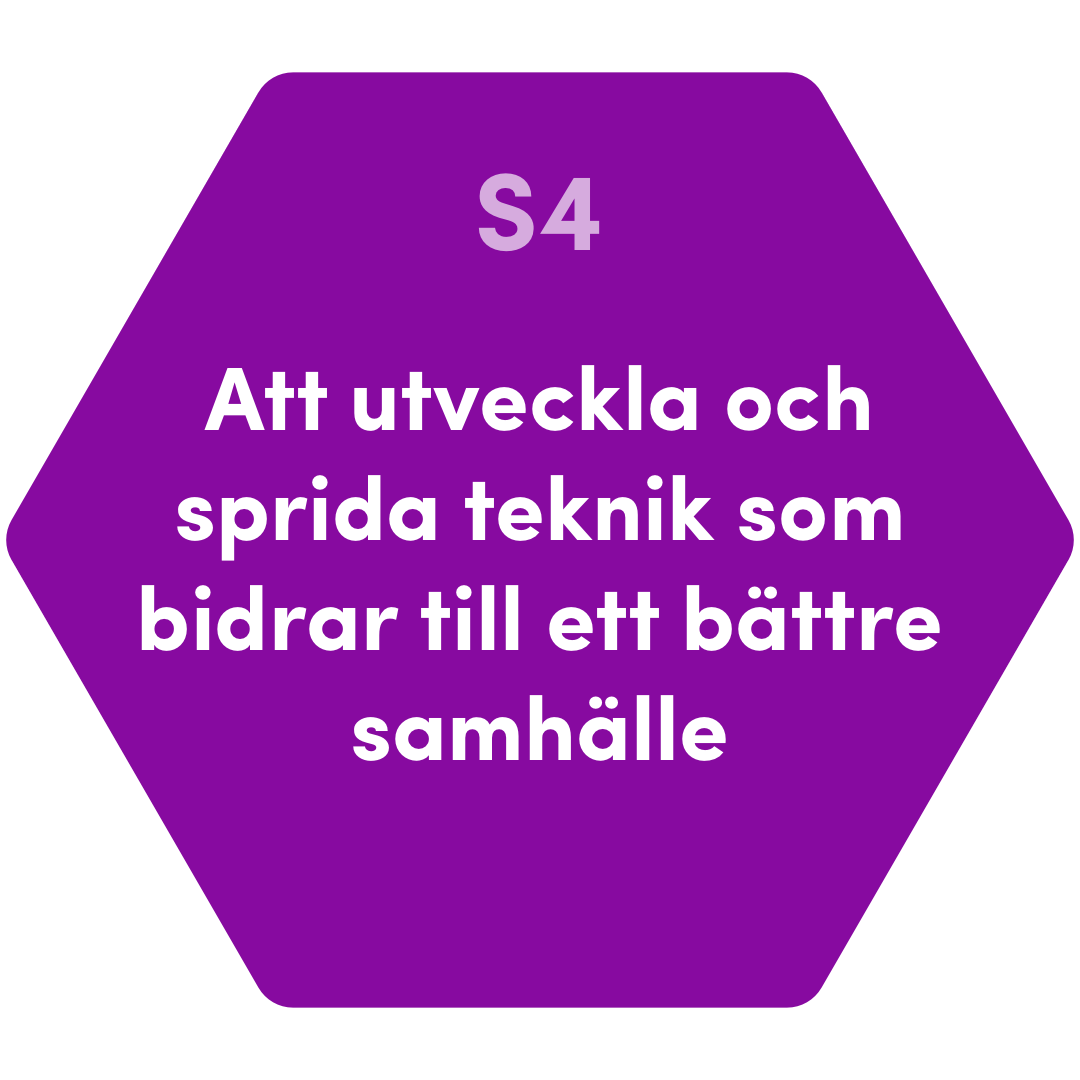 S4
Att utveckla och
sprida teknik som
bidrar till ett bättre
samhälle